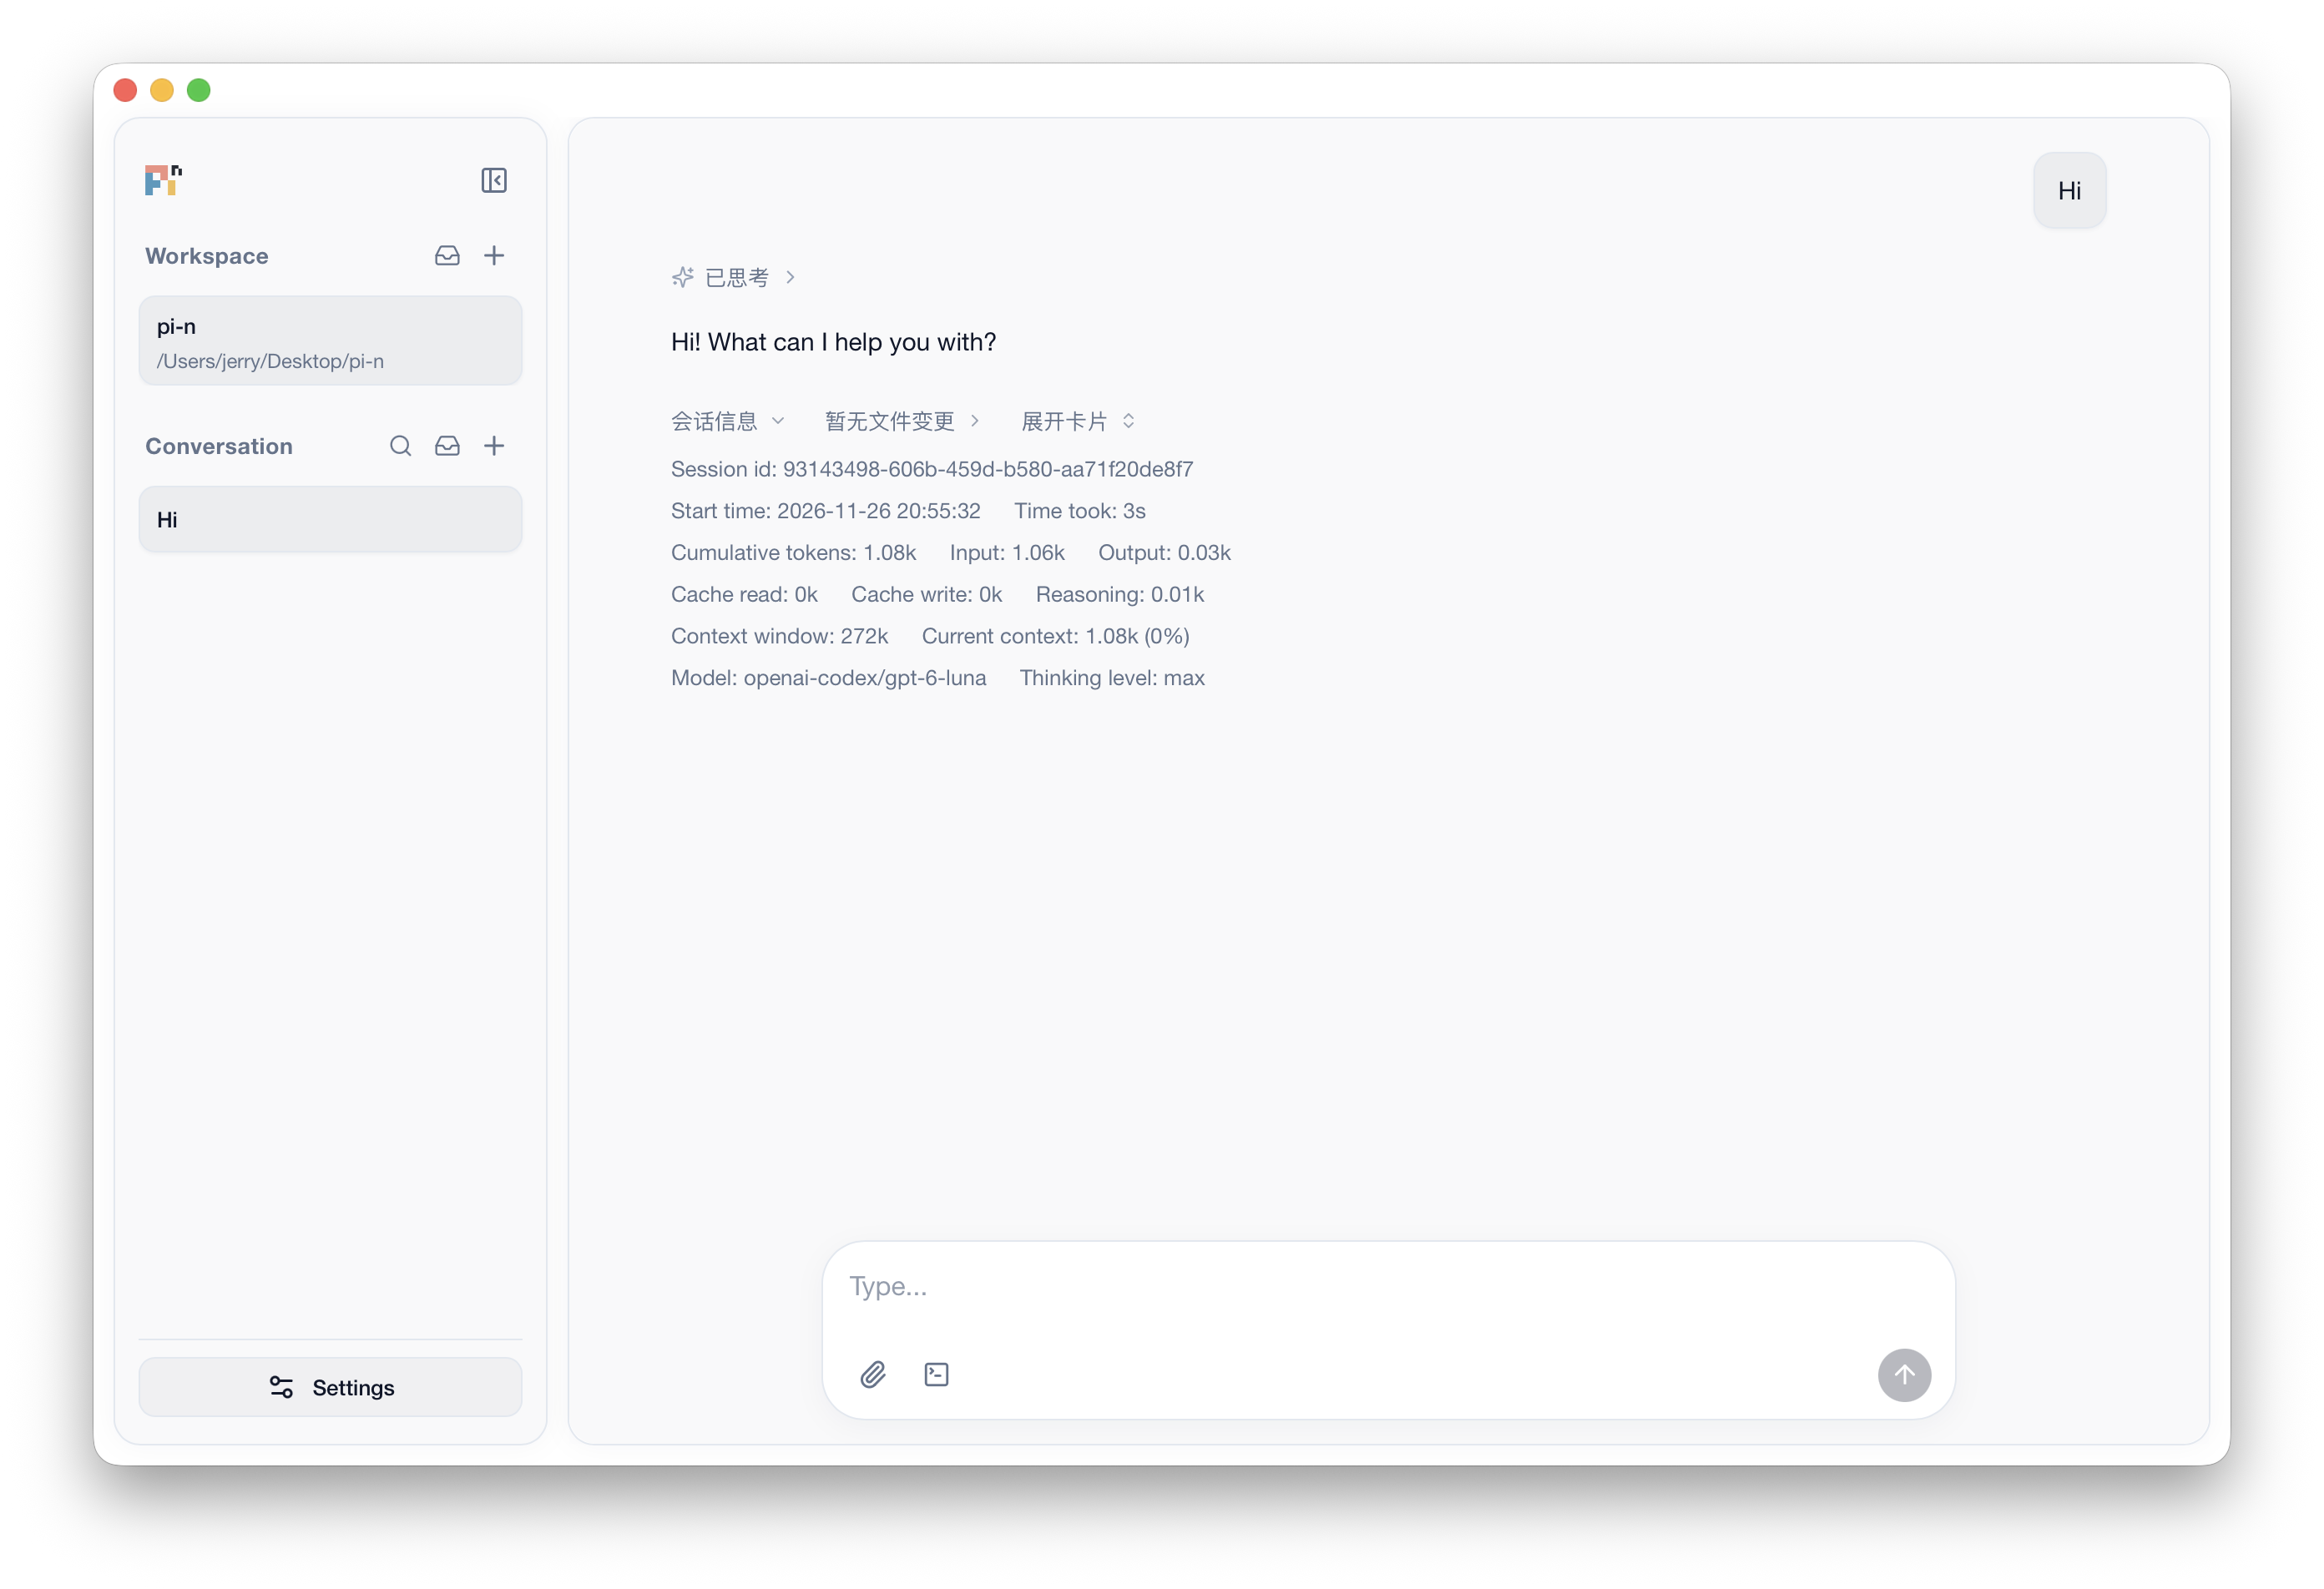 Pi n
Workspace
pi-n
/Users/jerry/Desktop/pi-n
Conversation
Hi
Settings
Hi
已思考
Hi! What can I help you with?
会话信息 暂无文件变更 展开卡片
Session id: 93143498-606b-459d-b580-aa71f20de8f7
Start time: 2026-11-26 20:55:32 Time took: 3s
Cumulative tokens: 1.08k Input: 1.06k Output: 0.03k
Cache read: 0k Cache write: 0k Reasoning: 0.01k
Context window: 272k Current context: 1.08k (0%)
Model: openai-codex/gpt-6-luna Thinking level: max
Type...